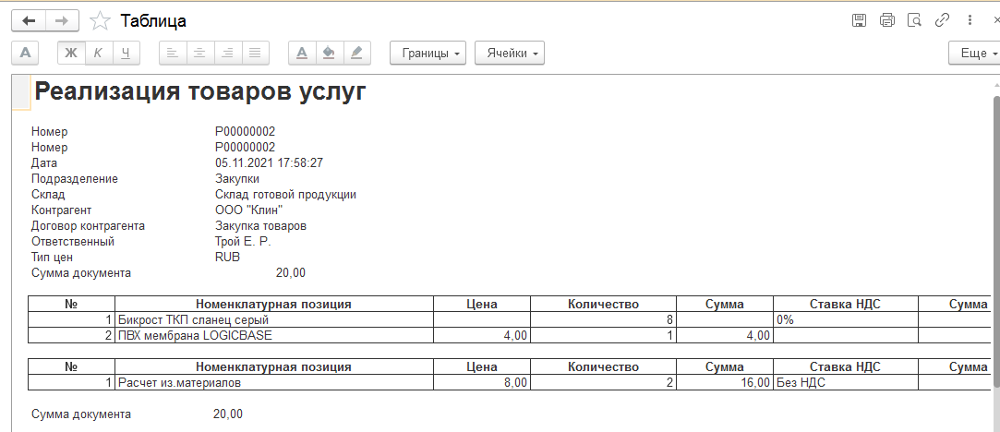 Таблица
А Ж К Ч А Границы Ячейки Еще
Реализация товаров услуг
Номер P00000002
Номер P00000002
Дата 05.11.2021 17:58:27
Подразделение Закупки
Склад Склад готовой продукции
Контрагент ООО "Клин"
Договор контрагента Закупка товаров
Ответственный Трой Е. Р.
Тип цен RUB
Сумма документа 20,00
№ Номенклатурная позиция Цена Количество Сумма Ставка НДС Сумма
1 Бикрост ТКП сланец серый 8 0%
2 ПВХ мембрана LOGICBASE 4,00 1 4,00
№ Номенклатурная позиция Цена Количество Сумма Ставка НДС Сумма
1 Расчет из.материалов 8,00 2 16,00 Без НДС
Сумма документа 20,00